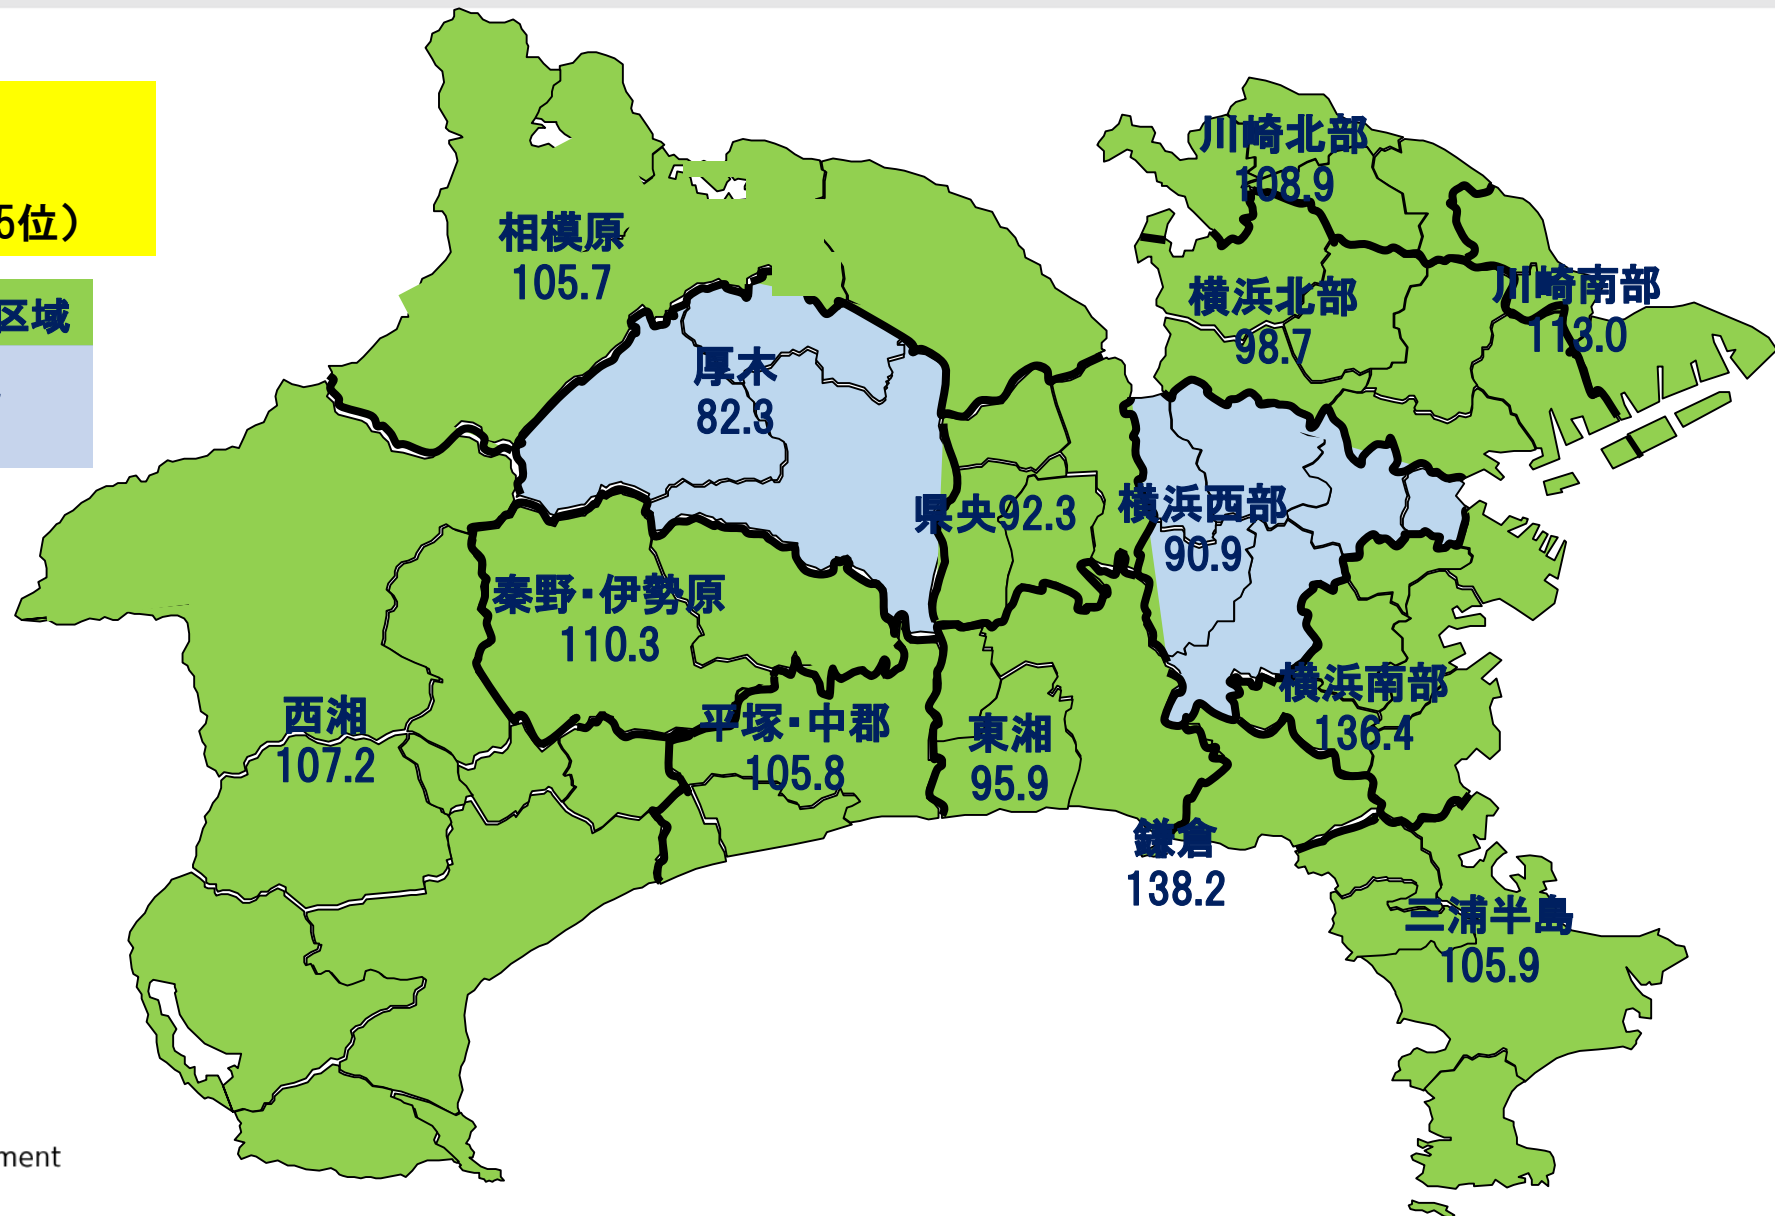 5位）
区域
川崎北部
108.9
相模原
105.7
横浜北部
98.7
川崎南部
113.0
厚木
82.3
県央92.3
横浜西部
90.9
秦野・伊勢原
110.3
西湘
107.2
平塚・中郡
105.8
東湘
95.9
横浜南部
136.4
鎌倉
138.2
三浦半島
105.9
ment